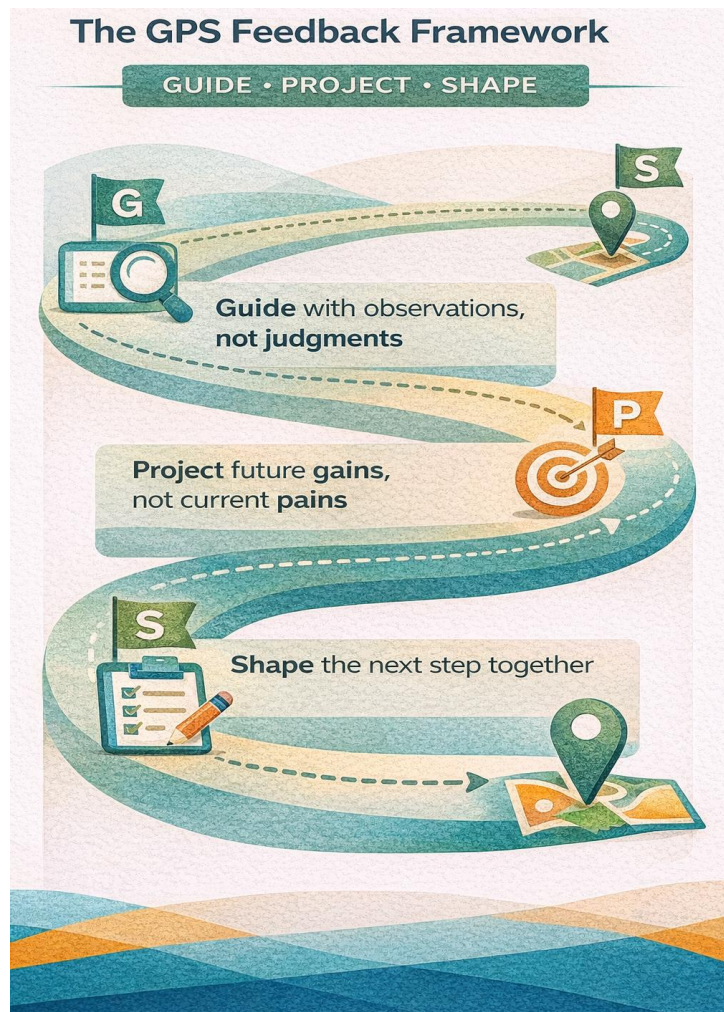 The GPS Feedback Framework
GUIDE • PROJECT • SHAPE
S
G
Guide with observations,
not judgments
P
Project future gains,
not current pains
S
Shape the next step together